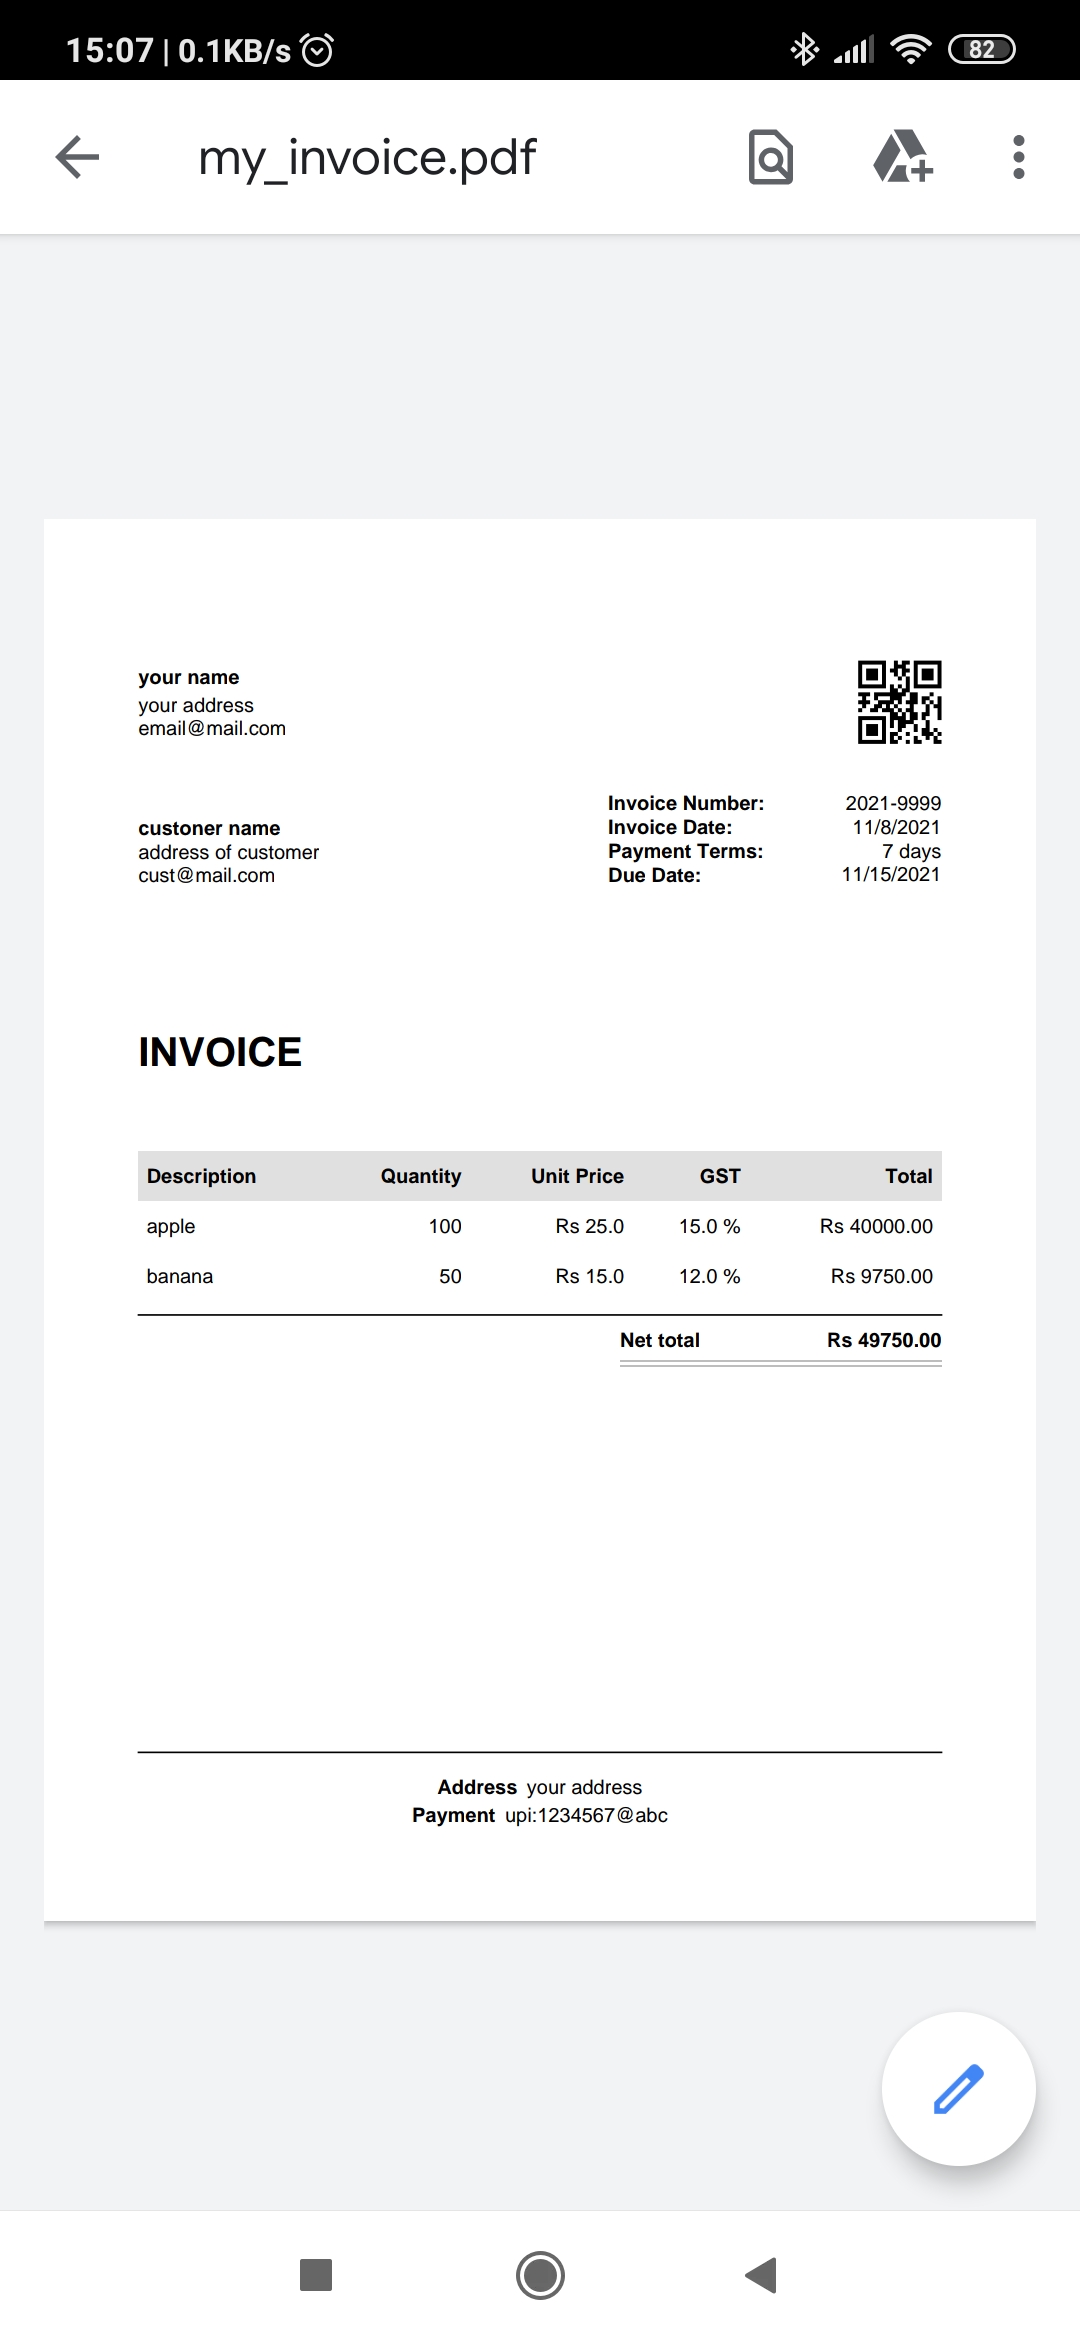 15:07 | 0.1KB/s 82
my_invoice.pdf
your name
your address
email@mail.com
custoner name
address of customer
cust@mail.com
Invoice Number: 2021-9999
Invoice Date: 11/8/2021
Payment Terms: 7 days
Due Date: 11/15/2021
INVOICE
Description Quantity Unit Price GST Total
apple 100 Rs 25.0 15.0 % Rs 40000.00
banana 50 Rs 15.0 12.0 % Rs 9750.00
Net total Rs 49750.00
Address your address
Payment upi:1234567@abc